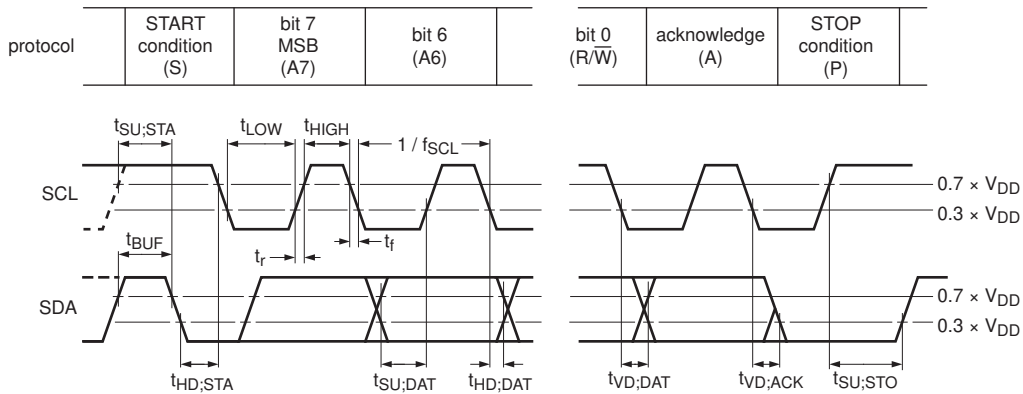 protocol
START
condition
(S)
bit 7
MSB
(A7)
bit 6
(A6)
bit 0
(R/W̅)
acknowledge
(A)
STOP
condition
(P)
tSU;STA
tLOW
tHIGH
1 / fSCL
SCL
0.7 × VDD
0.3 × VDD
tBUF
tr
tf
SDA
0.7 × VDD
0.3 × VDD
tHD;STA
tSU;DAT
tHD;DAT
tVD;DAT
tVD;ACK
tSU;STO